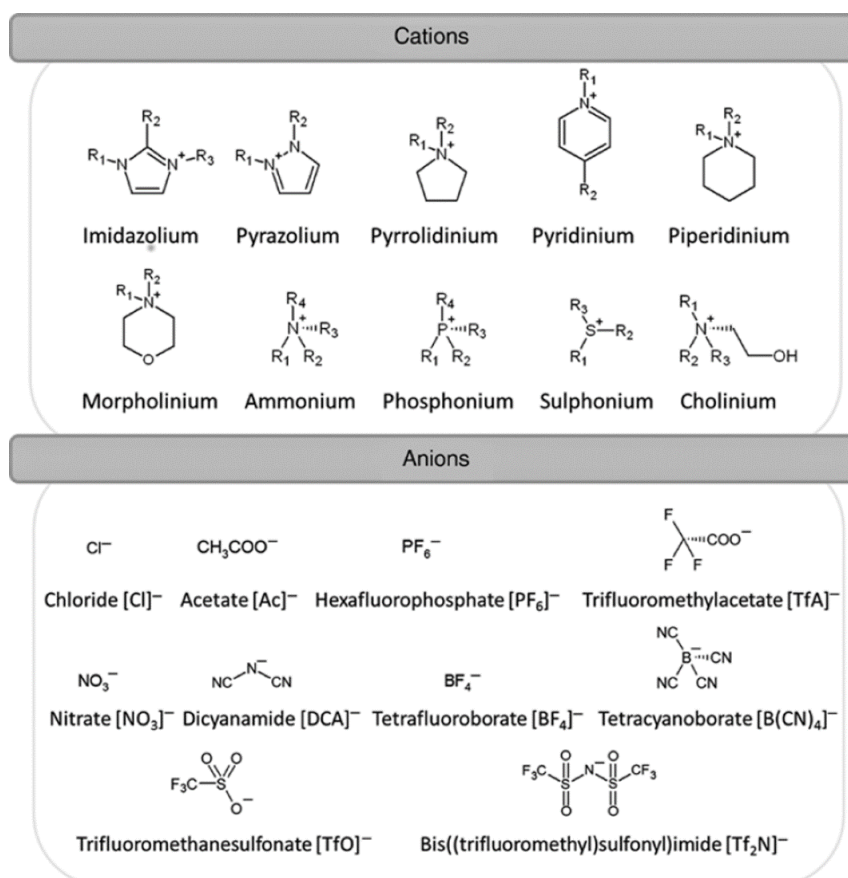 Cations
R₂
R₁ N N⁺ R₃
R₂
R₁ N⁺ N
R₂
R₁ N⁺
R₁
N⁺
R₂
R₂
R₁ N⁺
Imidazolium Pyrazolium Pyrrolidinium Pyridinium Piperidinium
R₂
R₁ N⁺
O
R₄
N⁺ R₃
R₁ R₂
R₄
P⁺ R₃
R₁ R₂
R₃
S⁺ R₂
R₁
R₁
N⁺
R₂ R₃ OH
Morpholinium Ammonium Phosphonium Sulphonium Cholinium
Anions
Cl⁻ CH₃COO⁻ PF₆⁻
F
F COO⁻
F
Chloride [Cl]⁻ Acetate [Ac]⁻ Hexafluorophosphate [PF₆]⁻ Trifluoromethylacetate [TfA]⁻
NO₃⁻
N⁻
NC CN
BF₄⁻
NC
B⁻ CN
NC CN
Nitrate [NO₃]⁻ Dicyanamide [DCA]⁻ Tetrafluoroborate [BF₄]⁻ Tetracyanoborate [B(CN)₄]⁻
O O
F₃C S
O⁻
O N⁻ O
F₃C S S CF₃
O O
Trifluoromethanesulfonate [TfO]⁻ Bis((trifluoromethyl)sulfonyl)imide [Tf₂N]⁻